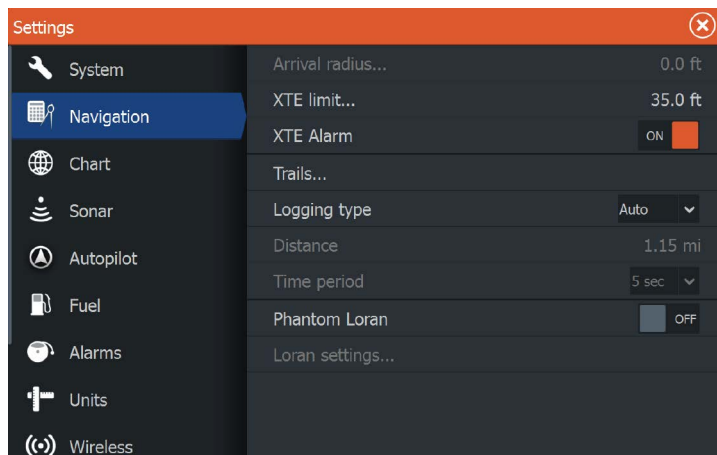 Settings
System
Navigation
Chart
Sonar
Autopilot
Fuel
Alarms
Units
Wireless
Arrival radius... 0.0 ft
XTE limit... 35.0 ft
XTE Alarm ON
Trails...
Logging type Auto
Distance 1.15 mi
Time period 5 sec
Phantom Loran OFF
Loran settings...